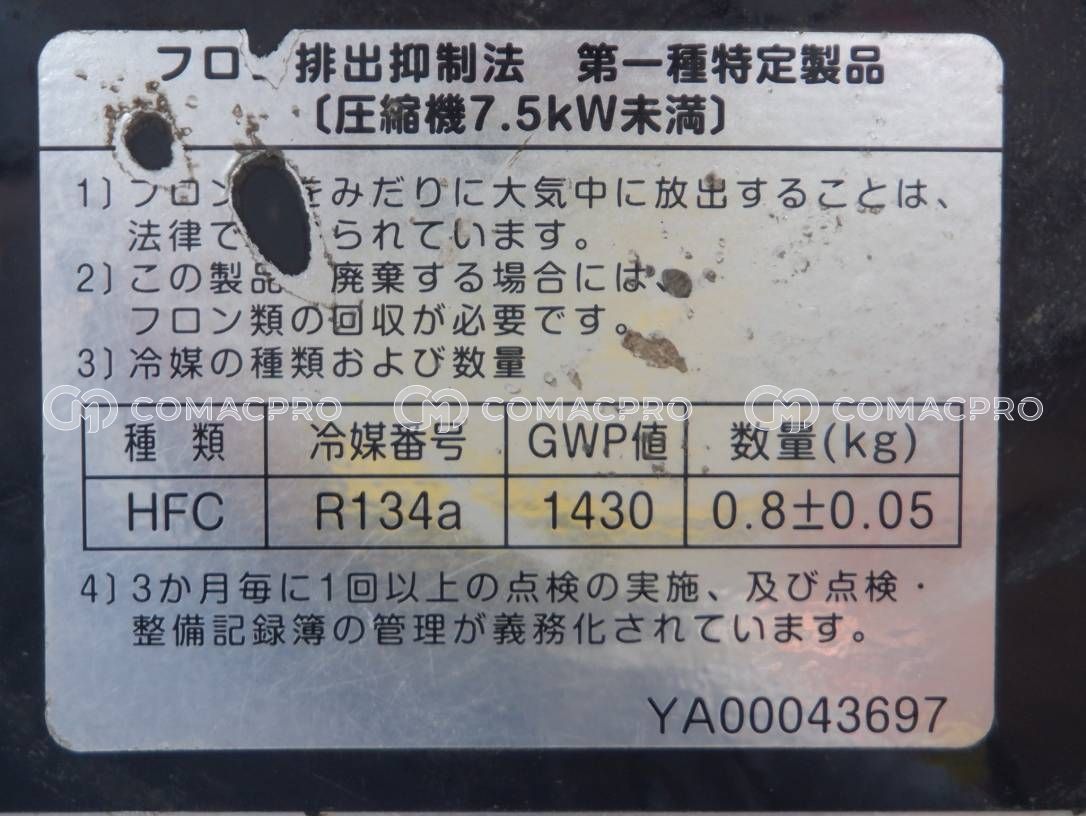 フロ 排出抑制法　第一種特定製品
〔圧縮機7.5kW未満〕
1〕フロン をみだりに大気中に放出することは、
法律で られています。
2〕この製品 廃棄する場合には、
フロン類の回収が必要です。
3〕冷媒の種類および数量
COMACPRO COMACPRO COMACPRO
種 類 冷媒番号 GWP値 数量(kg)
HFC R134a 1430 0.8±0.05
4〕3か月毎に1回以上の点検の実施、及び点検・
整備記録簿の管理が義務化されています。
YA00043697